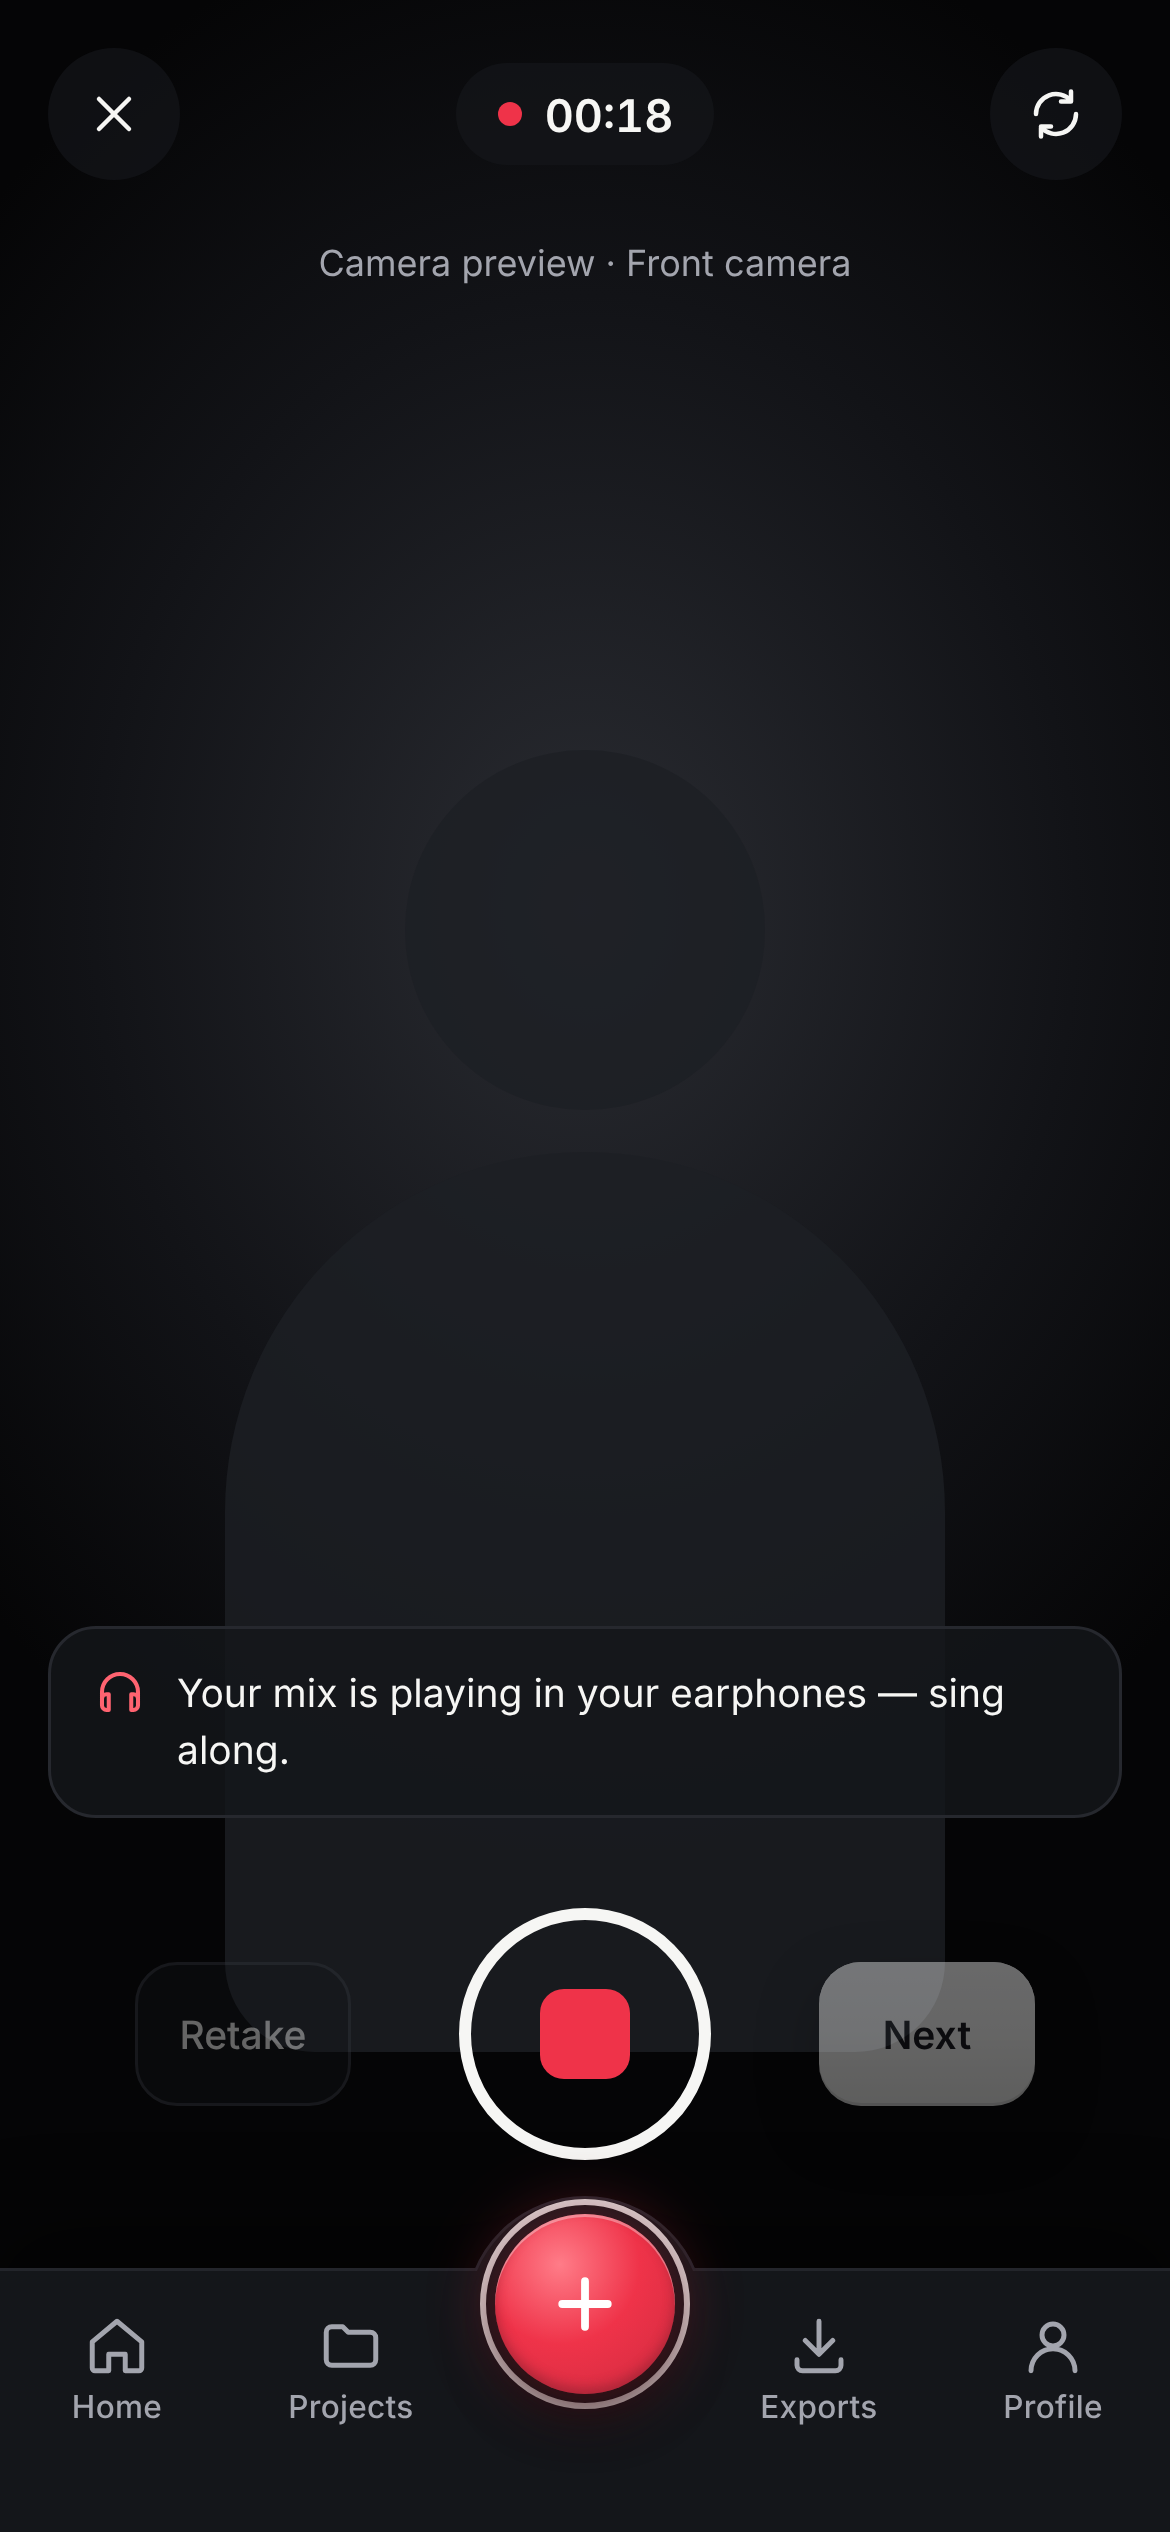 00:18
Camera preview · Front camera
Your mix is playing in your earphones — sing
along.
Retake
Next
Home
Projects
Exports
Profile